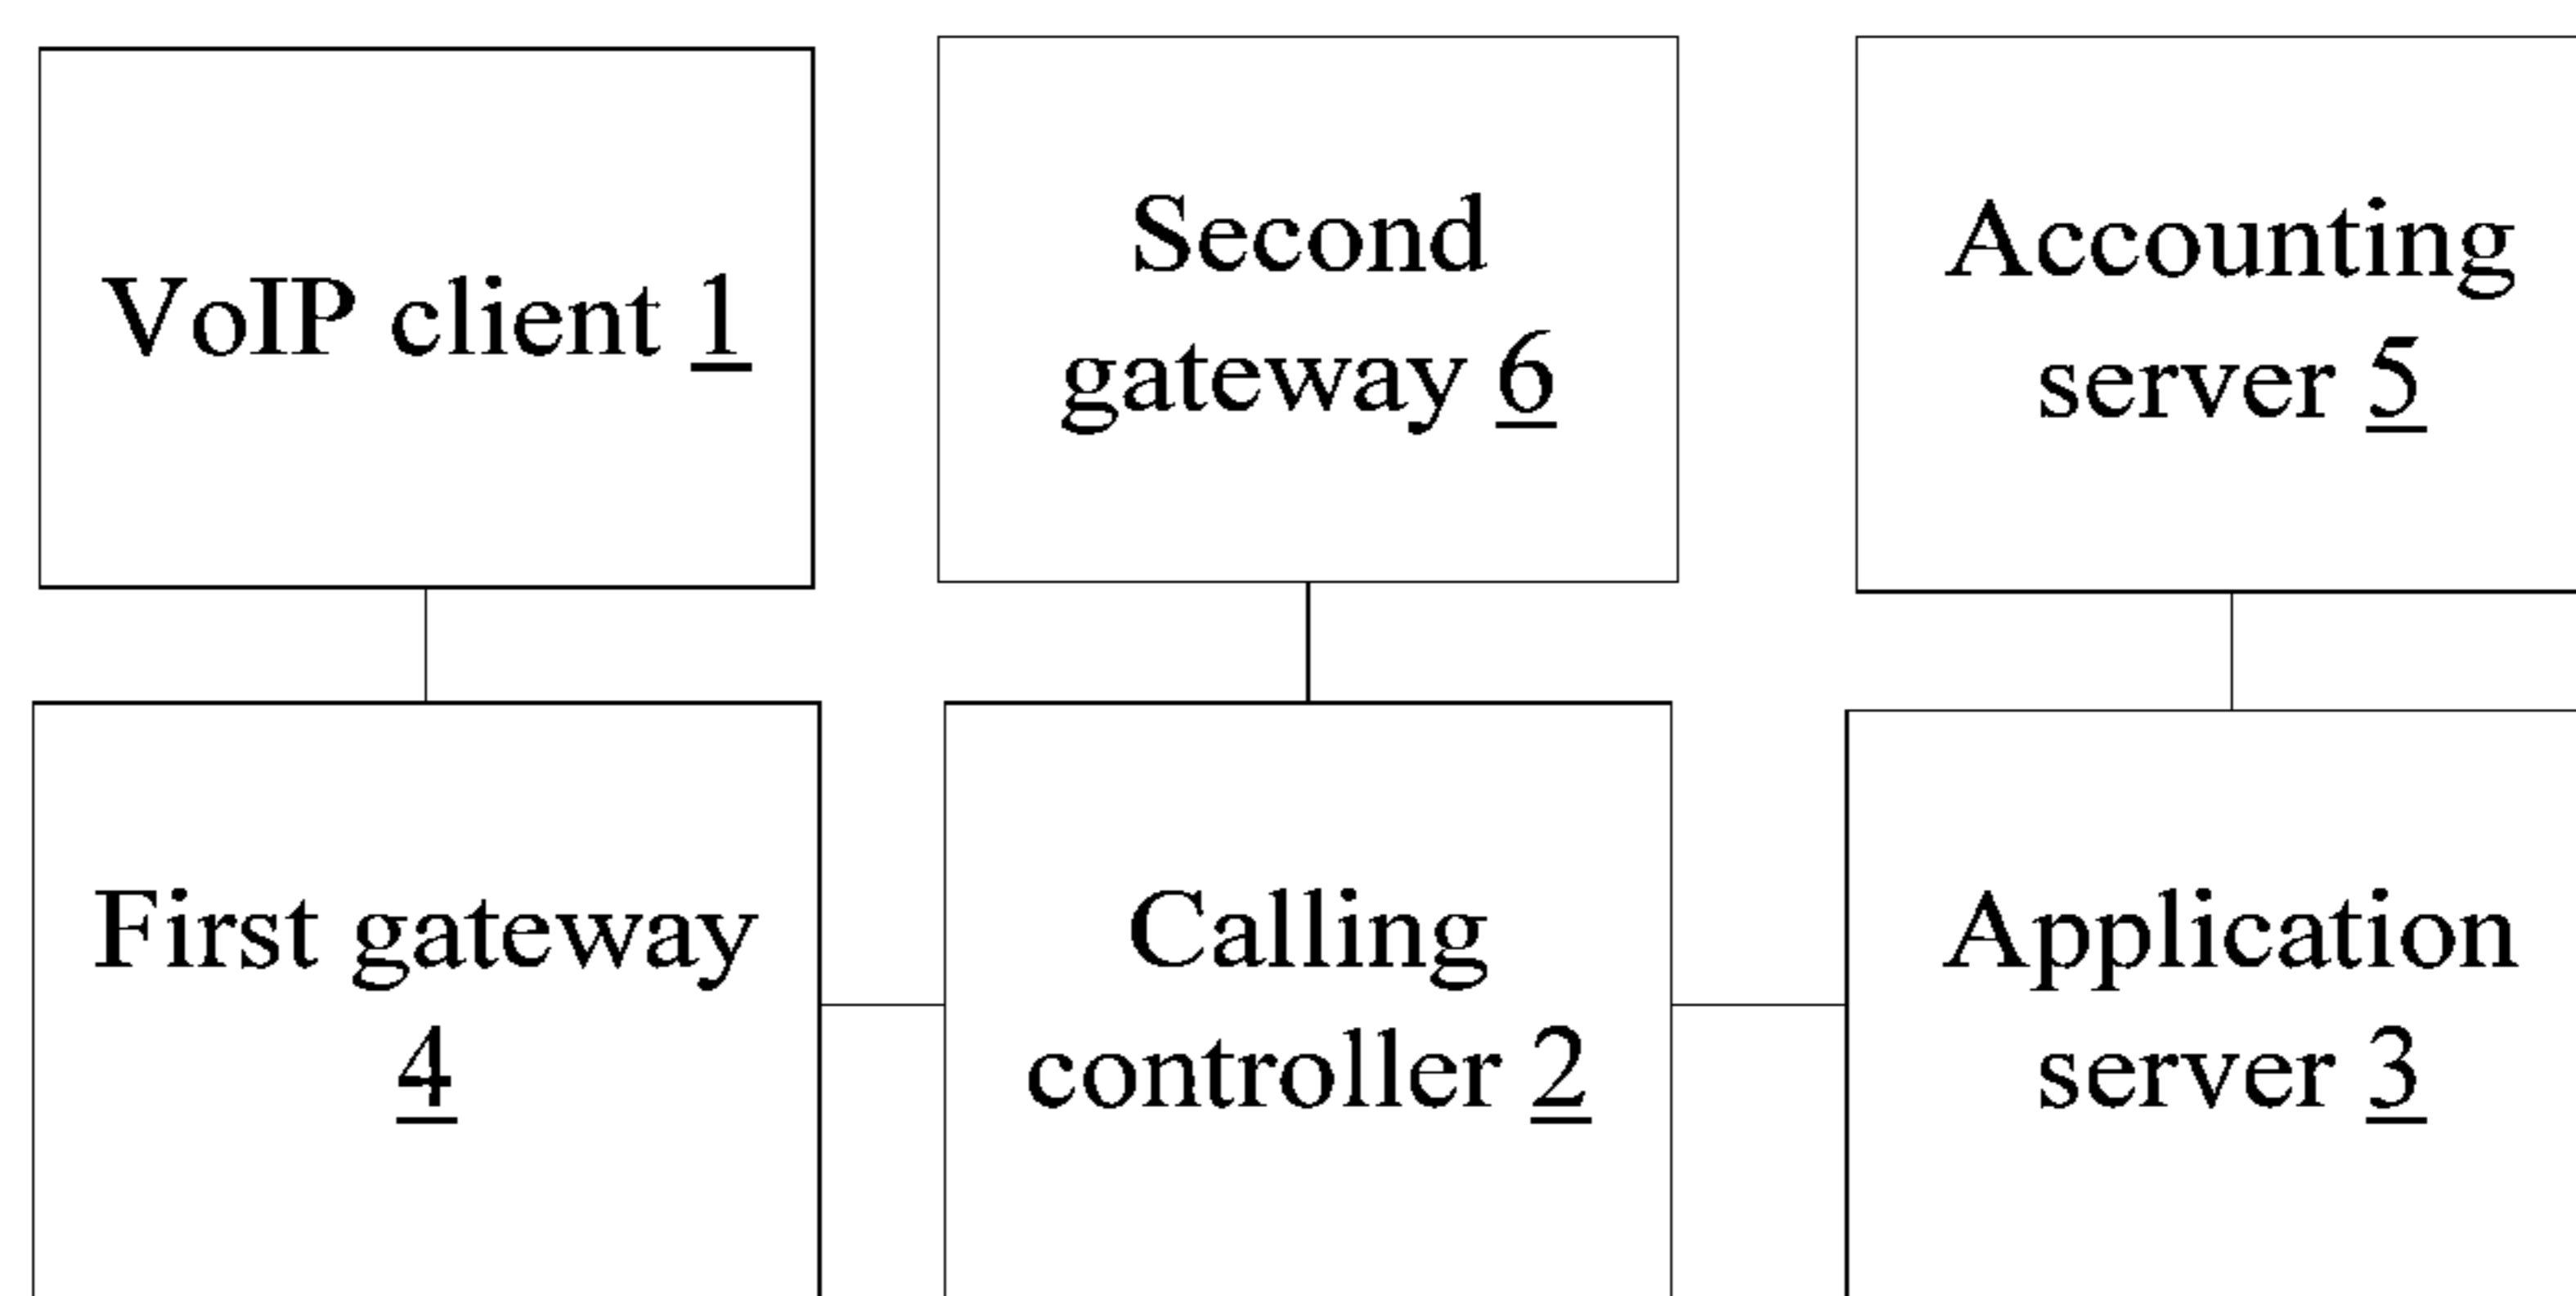 VoIP client 1
Second
gateway 6
Accounting
server 5
First gateway
4
Calling
controller 2
Application
server 3